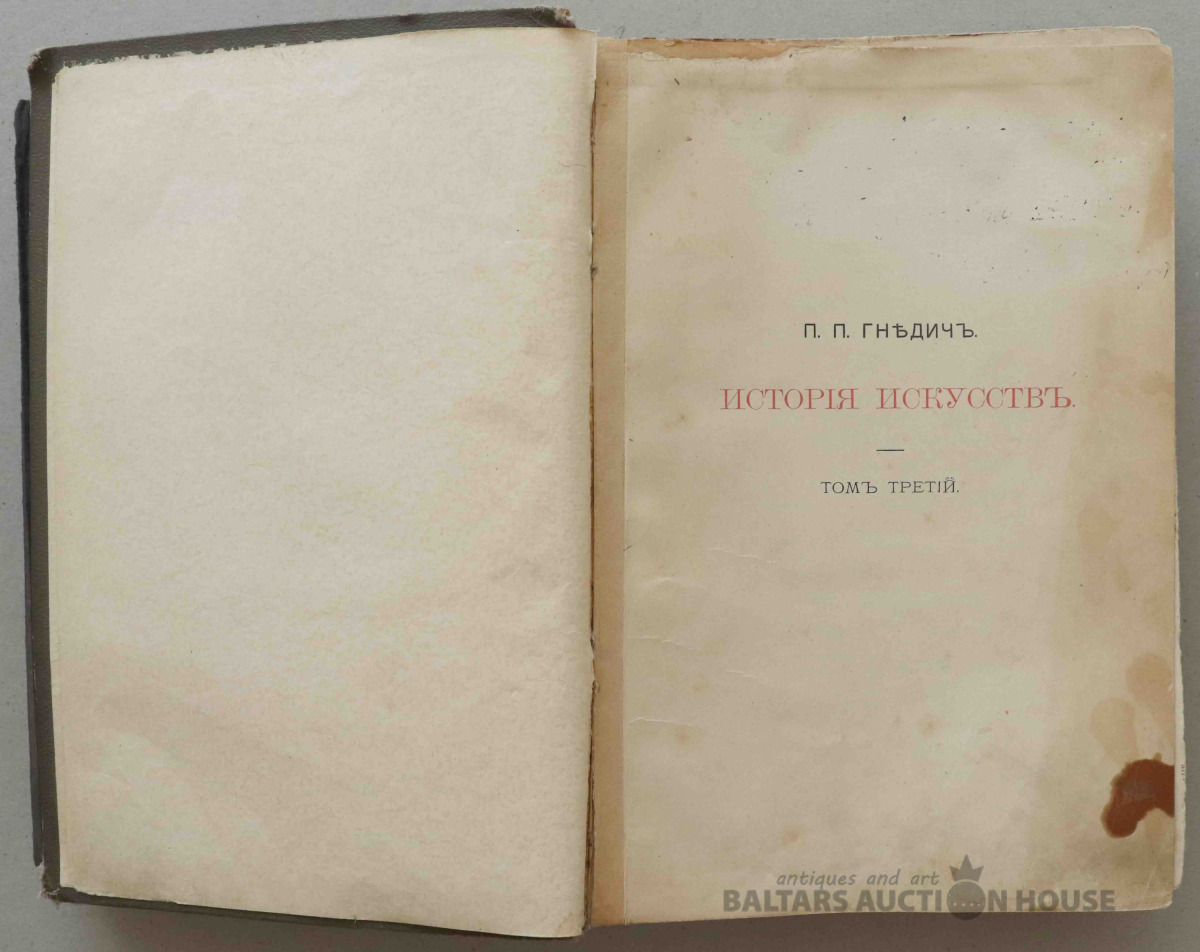 П. П. ГНѢДИЧЪ.
ИСТОРІЯ ИСКУССТВЪ.
ТОМЪ ТРЕТІЙ.
antiques and art
BALTARS AUCTION HOUSE